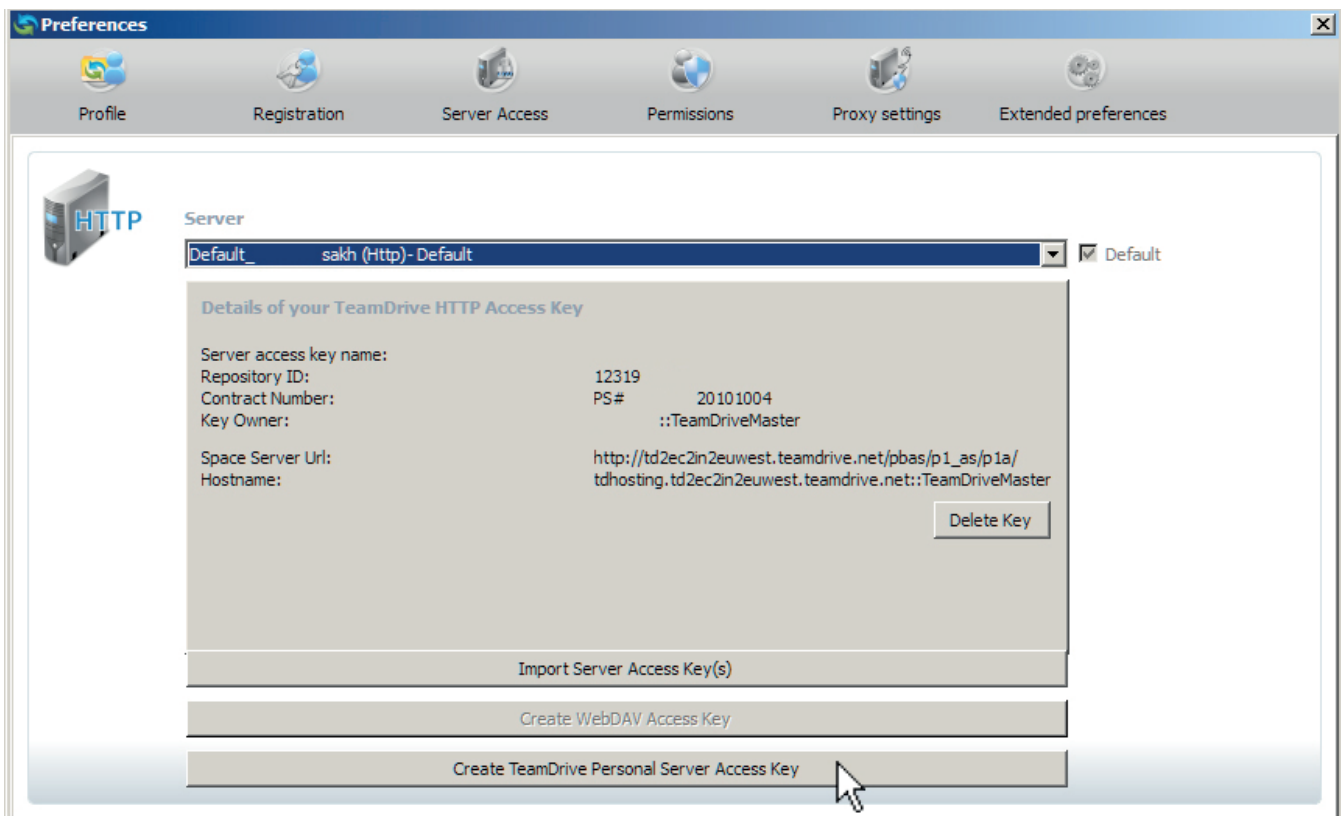 Preferences
Profile Registration Server Access Permissions Proxy settings Extended preferences
HTTP
Server
Default_ sakh (Http)- Default Default
Details of your TeamDrive HTTP Access Key
Server access key name:
Repository ID: 12319
Contract Number: PS# 20101004
Key Owner: ::TeamDriveMaster
Space Server Url: http://td2ec2in2euwest.teamdrive.net/pbas/p1_as/p1a/
Hostname: tdhosting.td2ec2in2euwest.teamdrive.net::TeamDriveMaster
Delete Key
Import Server Access Key(s)
Create WebDAV Access Key
Create TeamDrive Personal Server Access Key